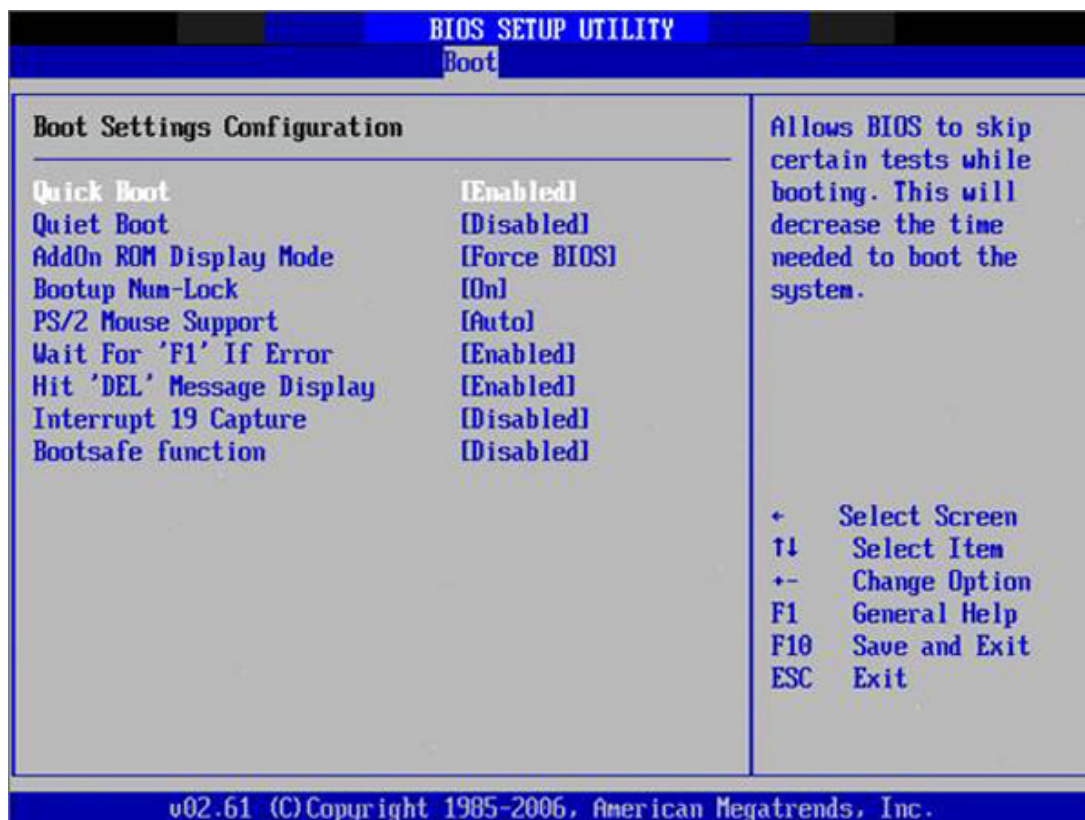 BIOS SETUP UTILITY
Boot
Boot Settings Configuration
Quick Boot [Enabled]
Quiet Boot [Disabled]
AddOn ROM Display Mode [Force BIOS]
Bootup Num-Lock [On]
PS/2 Mouse Support [Auto]
Wait For 'F1' If Error [Enabled]
Hit 'DEL' Message Display [Enabled]
Interrupt 19 Capture [Disabled]
Bootsafe function [Disabled]
Allows BIOS to skip
certain tests while
booting. This will
decrease the time
needed to boot the
system.
← Select Screen
↑↓ Select Item
+- Change Option
F1 General Help
F10 Save and Exit
ESC Exit
v02.61 (C)Copyright 1985-2006, American Megatrends, Inc.